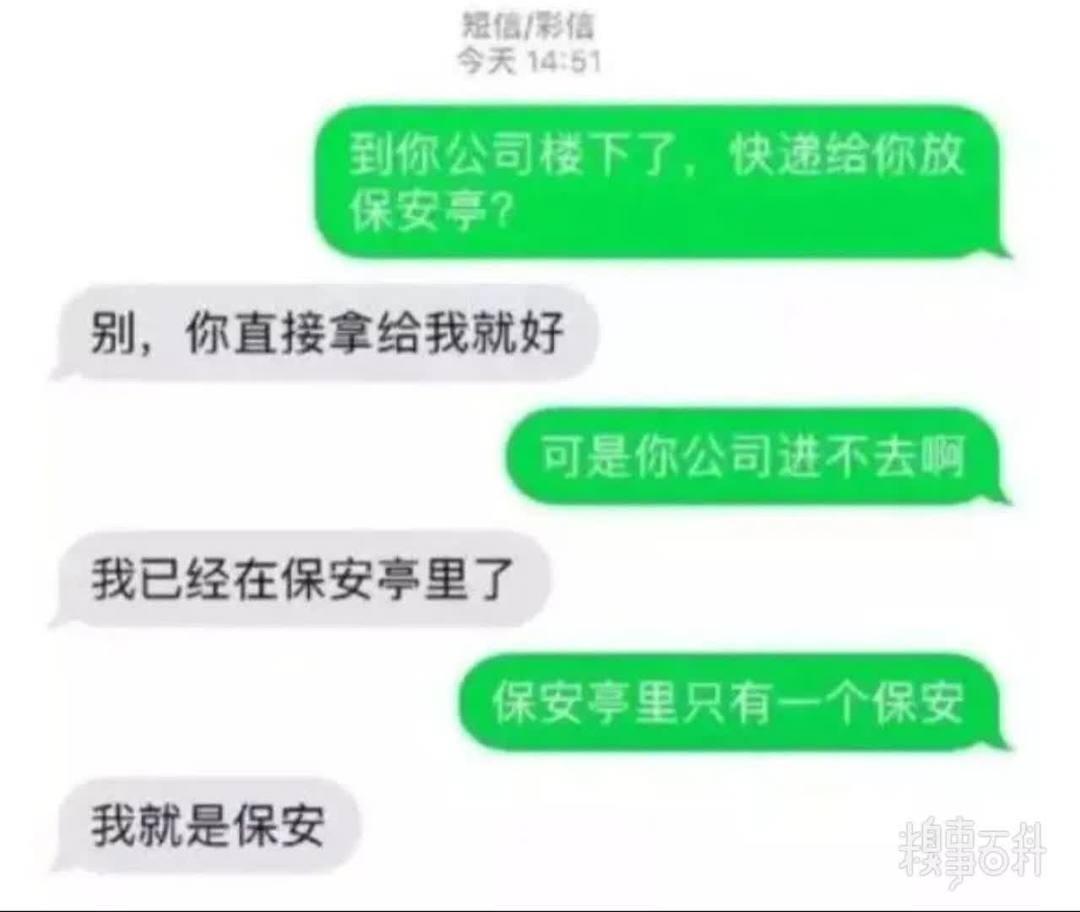 短信/彩信
今天 14:51
到你公司楼下了，快递给你放
保安亭?
别，你直接拿给我就好
可是你公司进不去啊
我已经在保安亭里了
保安亭里只有一个保安
我就是保安
糗事百科